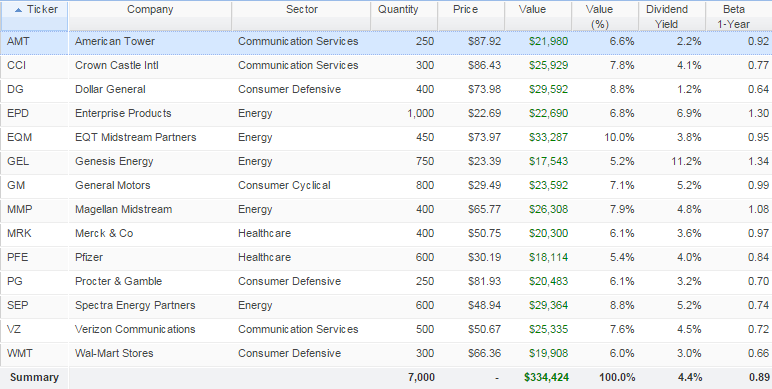 Ticker Company Sector Quantity Price Value Value (%) Dividend Yield Beta 1-Year
AMT American Tower Communication Services 250 $87.92 $21,980 6.6% 2.2% 0.92
CCI Crown Castle Intl Communication Services 300 $86.43 $25,929 7.8% 4.1% 0.77
DG Dollar General Consumer Defensive 400 $73.98 $29,592 8.8% 1.2% 0.64
EPD Enterprise Products Energy 1,000 $22.69 $22,690 6.8% 6.9% 1.30
EQM EQT Midstream Partners Energy 450 $73.97 $33,287 10.0% 3.8% 0.95
GEL Genesis Energy Energy 750 $23.39 $17,543 5.2% 11.2% 1.34
GM General Motors Consumer Cyclical 800 $29.49 $23,592 7.1% 5.2% 0.99
MMP Magellan Midstream Energy 400 $65.77 $26,308 7.9% 4.8% 1.08
MRK Merck & Co Healthcare 400 $50.75 $20,300 6.1% 3.6% 0.97
PFE Pfizer Healthcare 600 $30.19 $18,114 5.4% 4.0% 0.84
PG Procter & Gamble Consumer Defensive 250 $81.93 $20,483 6.1% 3.2% 0.70
SEP Spectra Energy Partners Energy 600 $48.94 $29,364 8.8% 5.2% 0.74
VZ Verizon Communications Communication Services 500 $50.67 $25,335 7.6% 4.5% 0.72
WMT Wal-Mart Stores Consumer Defensive 300 $66.36 $19,908 6.0% 3.0% 0.66
Summary 7,000 - $334,424 100.0% 4.4% 0.89